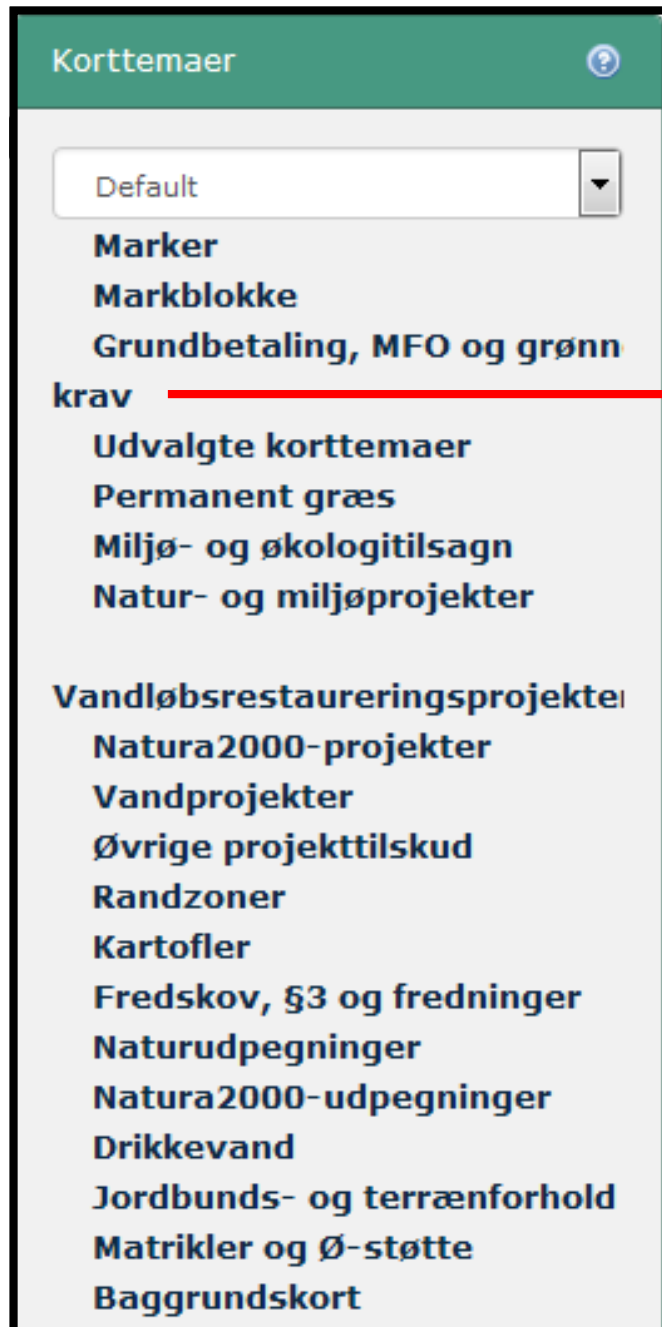 Korttemaer
Default
Marker
Markblokke
Grundbetaling, MFO og grønn
krav
Udvalgte korttemaer
Permanent græs
Miljø- og økologitilsagn
Natur- og miljøprojekter
Vandløbsrestaureringsprojekter
Natura2000-projekter
Vandprojekter
Øvrige projekttilskud
Randzoner
Kartofler
Fredskov, §3 og fredninger
Naturudpegninger
Natura2000-udpegninger
Drikkevand
Jordbunds- og terrænforhold
Matrikler og Ø-støtte
Baggrundskort